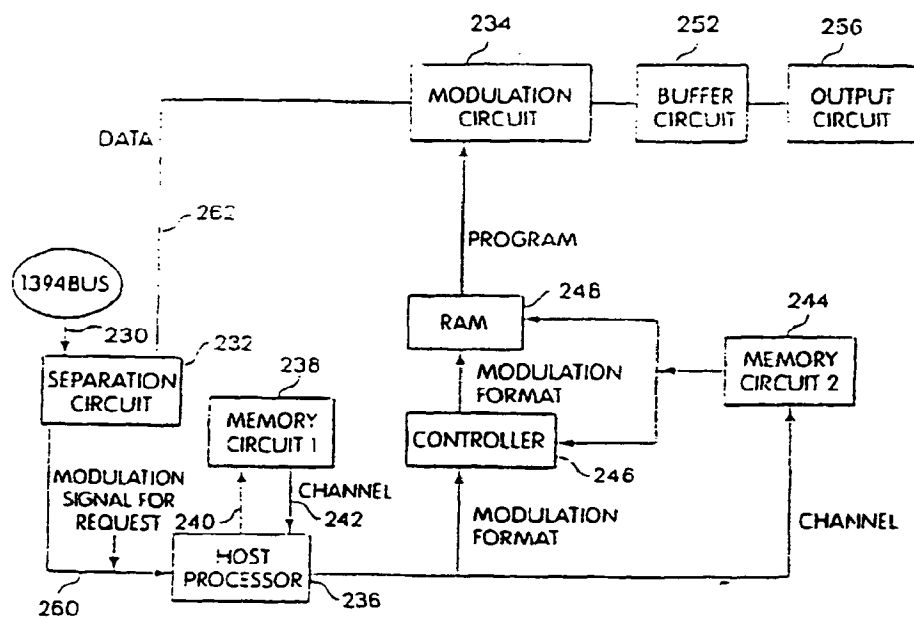 234
252
256
MODULATION
CIRCUIT
BUFFER
CIRCUIT
OUTPUT
CIRCUIT
DATA
262
PROGRAM
1394BUS
230
232
SEPARATION
CIRCUIT
238
MEMORY
CIRCUIT 1
RAM
246
244
MEMORY
CIRCUIT 2
MODULATION
FORMAT
CONTROLLER
246
MODULATION
SIGNAL FOR
REQUEST
240
CHANNEL
242
MODULATION
FORMAT
CHANNEL
HOST
PROCESSOR
236
260